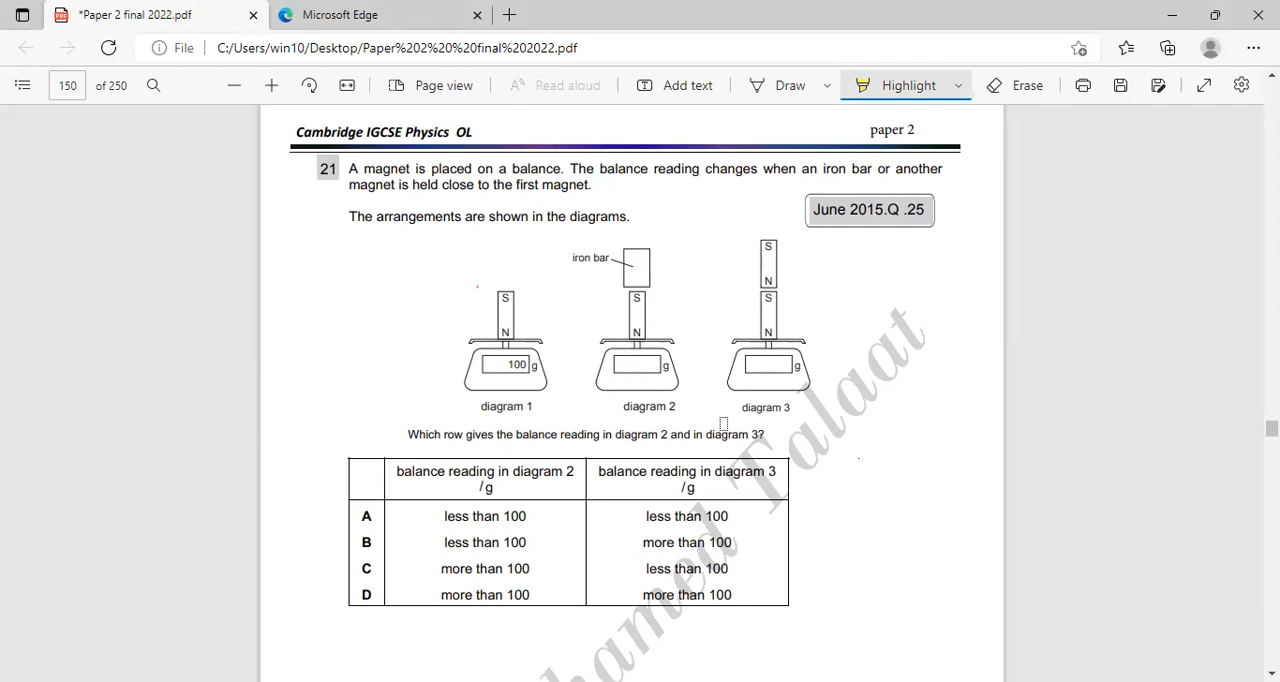 *Paper 2 final 2022.pdf
Microsoft Edge
File
C:/Users/win10/Desktop/Paper%202%20%20final%202022.pdf
150 of 250
Page view
Read aloud
Add text
Draw
Highlight
Erase
Cambridge IGCSE Physics OL
paper 2
21 A magnet is placed on a balance. The balance reading changes when an iron bar or another
magnet is held close to the first magnet.
The arrangements are shown in the diagrams.
June 2015.Q .25
iron bar
S
N
S
N
S
N
S
N
100 g
g
g
diagram 1
diagram 2
diagram 3
Which row gives the balance reading in diagram 2 and in diagram 3?
balance reading in diagram 2 balance reading in diagram 3
/g /g
A less than 100 less than 100
B less than 100 more than 100
C more than 100 less than 100
D more than 100 more than 100
hamed Talaat